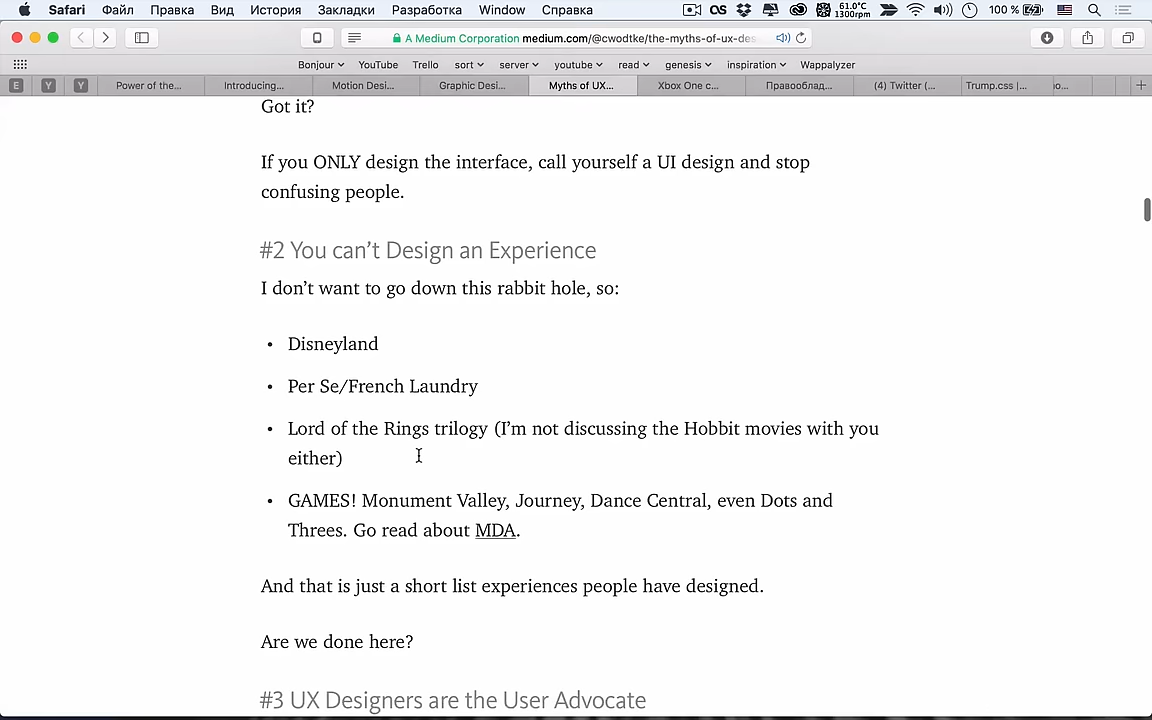 Safari Файл Правка Вид История Закладки Разработка Window Справка 61.0°C 1300rpm 100 %
A Medium Corporation medium.com/@cwodtke/the-myths-of-ux-des
Bonjour YouTube Trello sort server youtube read genesis inspiration Wappalyzer
E Y Y Power of the... Introducing... Motion Desi... Graphic Desi... Myths of UX... Xbox One c... Правооблад... (4) Twitter (... Trump.css |...
Got it?
If you ONLY design the interface, call yourself a UI design and stop
confusing people.
#2 You can’t Design an Experience
I don’t want to go down this rabbit hole, so:
• Disneyland
• Per Se/French Laundry
• Lord of the Rings trilogy (I’m not discussing the Hobbit movies with you
either)
• GAMES! Monument Valley, Journey, Dance Central, even Dots and
Threes. Go read about MDA.
And that is just a short list experiences people have designed.
Are we done here?
#3 UX Designers are the User Advocate